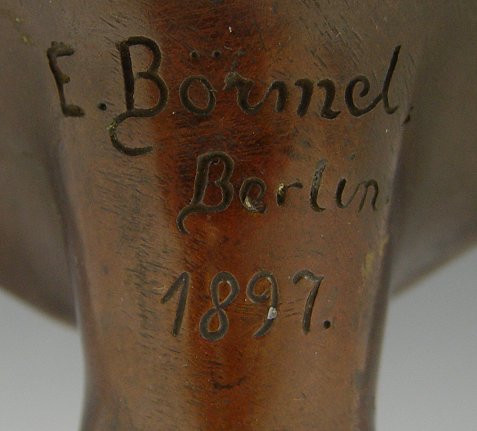 E. Börmel,
Berlin
1897.